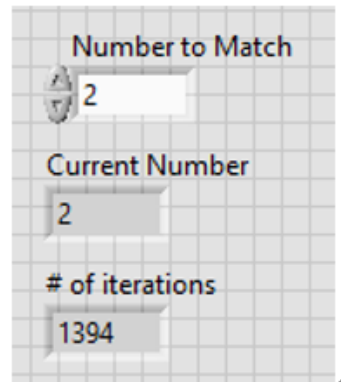 Number to Match
2
Current Number
2
# of iterations
1394